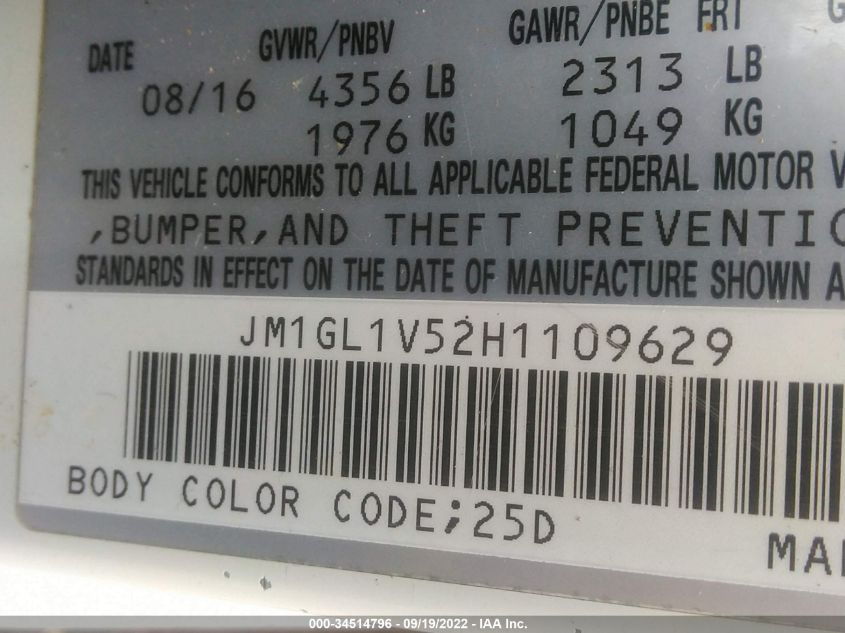 DATE GVWR/PNBV GAWR/PNBE FRT G
08/16 4356 LB 2313 LB
1976 KG 1049 KG
THIS VEHICLE CONFORMS TO ALL APPLICABLE FEDERAL MOTOR V
,BUMPER,AND THEFT PREVENTIO
STANDARDS IN EFFECT ON THE DATE OF MANUFACTURE SHOWN A
JM1GL1V52H1109629
BODY COLOR CODE;25D
MA
000-34514796 - 09/19/2022 - IAA Inc.